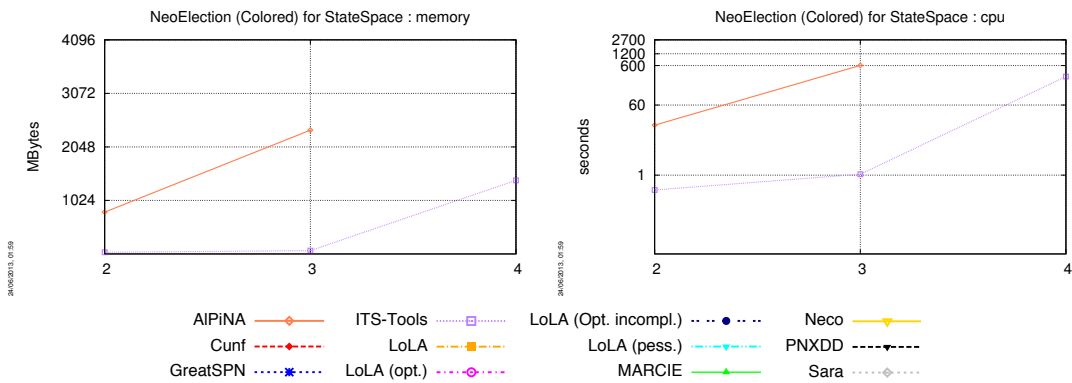 NeoElection (Colored) for StateSpace : memory
4096
3072
2048
1024
MBytes
2 3 4
24/06/2013, 01:59
NeoElection (Colored) for StateSpace : cpu
2700
1200
600
60
1
seconds
2 3 4
24/06/2013, 01:59
AlPiNA ITS-Tools LoLA (Opt. incompl.) Neco
Cunf LoLA LoLA (pess.) PNXDD
GreatSPN LoLA (opt.) MARCIE Sara